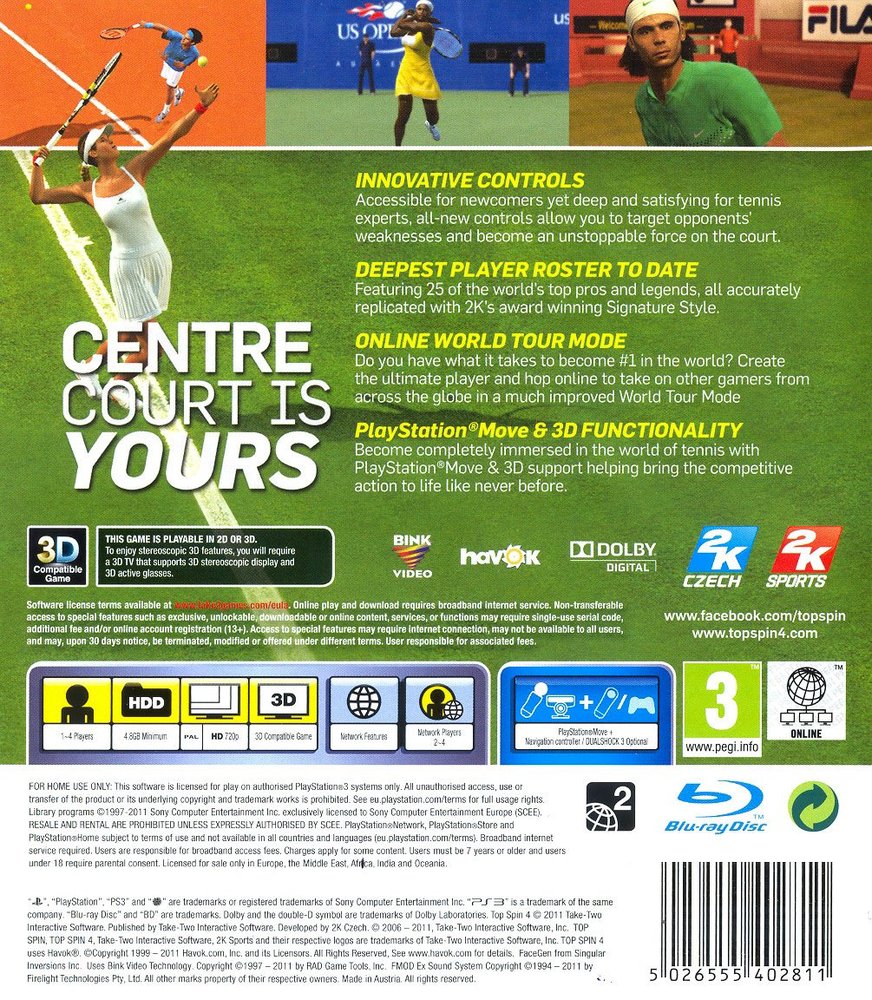 US OPEN
US
Welcome
FILA
INNOVATIVE CONTROLS
Accessible for newcomers yet deep and satisfying for tennis
experts, all-new controls allow you to target opponents'
weaknesses and become an unstoppable force on the court.
DEEPEST PLAYER ROSTER TO DATE
Featuring 25 of the world's top pros and legends, all accurately
replicated with 2K's award winning Signature Style.
ONLINE WORLD TOUR MODE
Do you have what it takes to become #1 in the world? Create
the ultimate player and hop online to take on other gamers from
across the globe in a much improved World Tour Mode
PlayStation®Move & 3D FUNCTIONALITY
Become completely immersed in the world of tennis with
PlayStation®Move & 3D support helping bring the competitive
action to life like never before.
CENTRE
COURT IS
YOURS
3D
Compatible
Game
THIS GAME IS PLAYABLE IN 2D OR 3D.
To enjoy stereoscopic 3D features, you will require
a 3D TV that supports 3D stereoscopic display and
3D active glasses.
BINK
VIDEO
havok
DOLBY
DIGITAL
2K
CZECH
2K
SPORTS
Software license terms available at www.take2games.com/eula. Online play and download requires broadband internet service. Non-transferable
access to special features such as exclusive, unlockable, downloadable or online content, services, or functions may require single-use serial code,
additional fee and/or online account registration (13+). Access to special features may require internet connection, may not be available to all users,
and may, upon 30 days notice, be terminated, modified or offered under different terms. User responsible for associated fees.
www.facebook.com/topspin
www.topspin4.com
1-4 Players
HDD
4.8GB Minimum
PAL HD 720p
3D
3D Compatible Game
Network Features
Network Players
2-4
PlayStation®Move +
Navigation controller / DUALSHOCK 3 Optional
3
TM
www.pegi.info
TM
ONLINE
FOR HOME USE ONLY: This software is licensed for play on authorised PlayStation®3 systems only. All unauthorised access, use or
transfer of the product or its underlying copyright and trademark works is prohibited. See eu.playstation.com/terms for full usage rights.
Library programs ©1997-2011 Sony Computer Entertainment Inc. exclusively licensed to Sony Computer Entertainment Europe (SCEE).
RESALE AND RENTAL ARE PROHIBITED UNLESS EXPRESSLY AUTHORISED BY SCEE. PlayStation®Network, PlayStation®Store and
PlayStation®Home subject to terms of use and not available in all countries and languages (eu.playstation.com/terms). Broadband internet
service required. Users are responsible for broadband access fees. Charges apply for some content. Users must be 7 years or older and users
under 18 require parental consent. Licensed for sale only in Europe, the Middle East, Africa, India and Oceania.
2
TM
Blu-ray Disc
"", "PlayStation", "PS3" and "" are trademarks or registered trademarks of Sony Computer Entertainment Inc. "PS3" is a trademark of the same
company. "Blu-ray Disc" and "BD" are trademarks. Dolby and the double-D symbol are trademarks of Dolby Laboratories. Top Spin 4 © 2011 Take-Two
Interactive Software. Published by Take-Two Interactive Software. Developed by 2K Czech. © 2006 – 2011, Take-Two Interactive Software, Inc. TOP
SPIN, TOP SPIN 4, Take-Two Interactive Software, 2K Sports and their respective logos are trademarks of Take-Two Interactive Software, Inc. TOP SPIN 4
uses Havok®. ©Copyright 1999 – 2011 Havok.com, Inc. and its Licensors. All Rights Reserved, See www.havok.com for details. FaceGen from Singular
Inversions Inc. Uses Bink Video Technology. Copyright ©1997 – 2011 by RAD Game Tools, Inc. FMOD Ex Sound System Copyright ©1994 – 2011 by
Firelight Technologies Pty, Ltd. All other marks property of their respective owners. Made in Austria. All rights reserved.
5 026555 402811